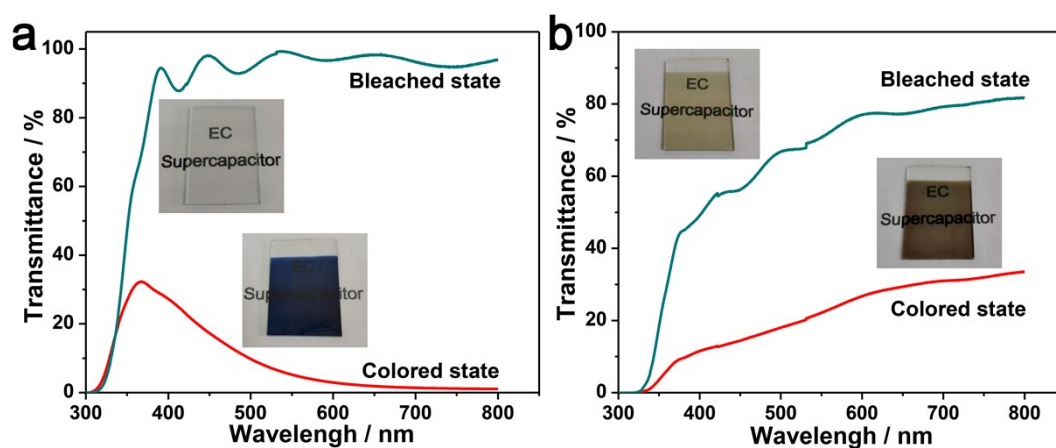 a
Transmittance / %
100
80
60
40
20
0
Bleached state
EC
Supercapacitor
EC
Supercapacitor
Colored state
300 400 500 600 700 800
Wavelengh / nm
b
Transmittance / %
100
80
60
40
20
0
Bleached state
EC
Supercapacitor
EC
Supercapacitor
Colored state
300 400 500 600 700 800
Wavelengh / nm